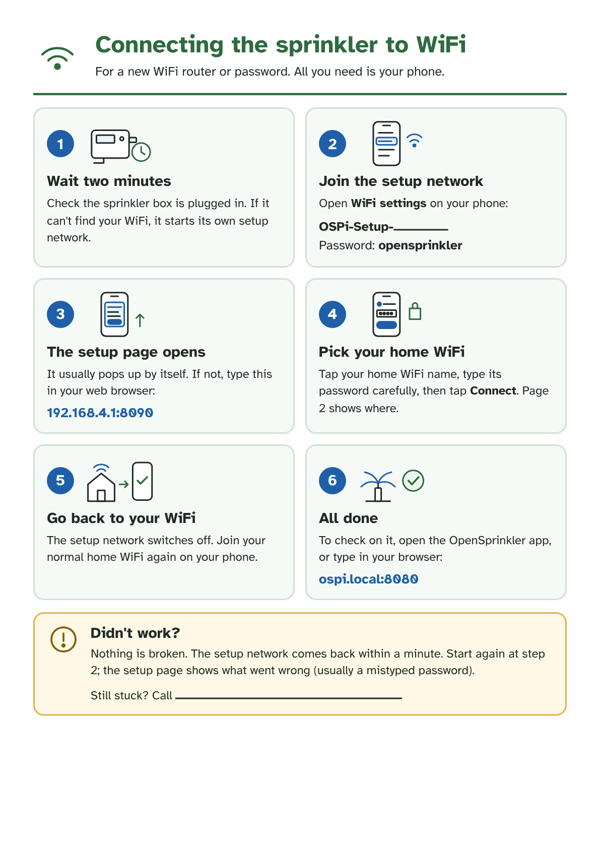 Connecting the sprinkler to WiFi
For a new WiFi router or password. All you need is your phone.
1
Wait two minutes
Check the sprinkler box is plugged in. If it
can't find your WiFi, it starts its own setup
network.
2
Join the setup network
Open WiFi settings on your phone:
OSPi-Setup-________
Password: opensprinkler
3
The setup page opens
It usually pops up by itself. If not, type this
in your web browser:
192.168.4.1:8090
4
Pick your home WiFi
Tap your home WiFi name, type its
password carefully, then tap Connect. Page
2 shows where.
5
Go back to your WiFi
The setup network switches off. Join your
normal home WiFi again on your phone.
6
All done
To check on it, open the OpenSprinkler app,
or type in your browser:
ospi.local:8080
Didn't work?
Nothing is broken. The setup network comes back within a minute. Start again at step
2; the setup page shows what went wrong (usually a mistyped password).
Still stuck? Call ______________________________